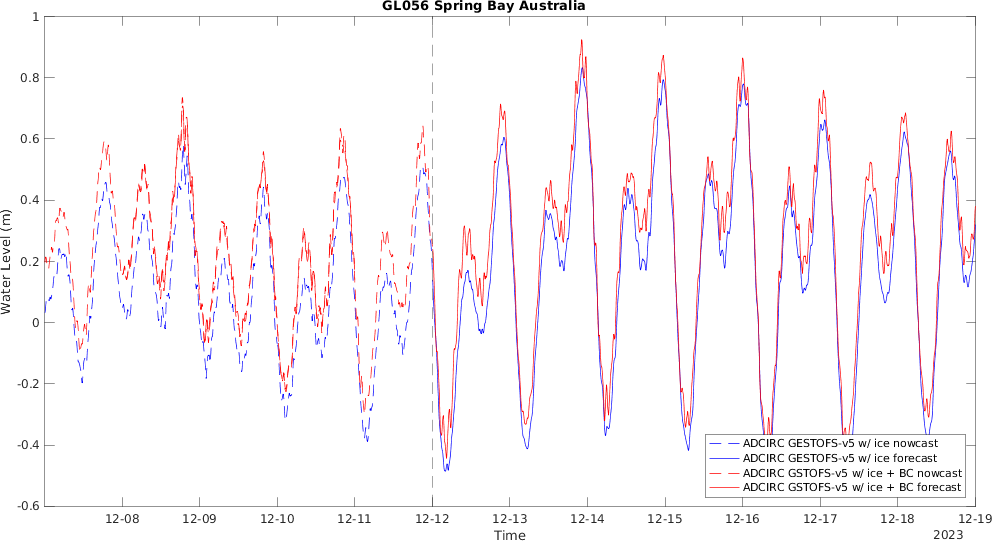 GL056 Spring Bay Australia
1
0.8
0.6
0.4
0.2
0
-0.2
-0.4
-0.6
Water Level (m)
12-08 12-09 12-10 12-11 12-12 12-13 12-14 12-15 12-16 12-17 12-18 12-19
Time
2023
ADCIRC GESTOFS-v5 w/ ice nowcast
ADCIRC GESTOFS-v5 w/ ice forecast
ADCIRC GSTOFS-v5 w/ ice + BC nowcast
ADCIRC GSTOFS-v5 w/ ice + BC forecast